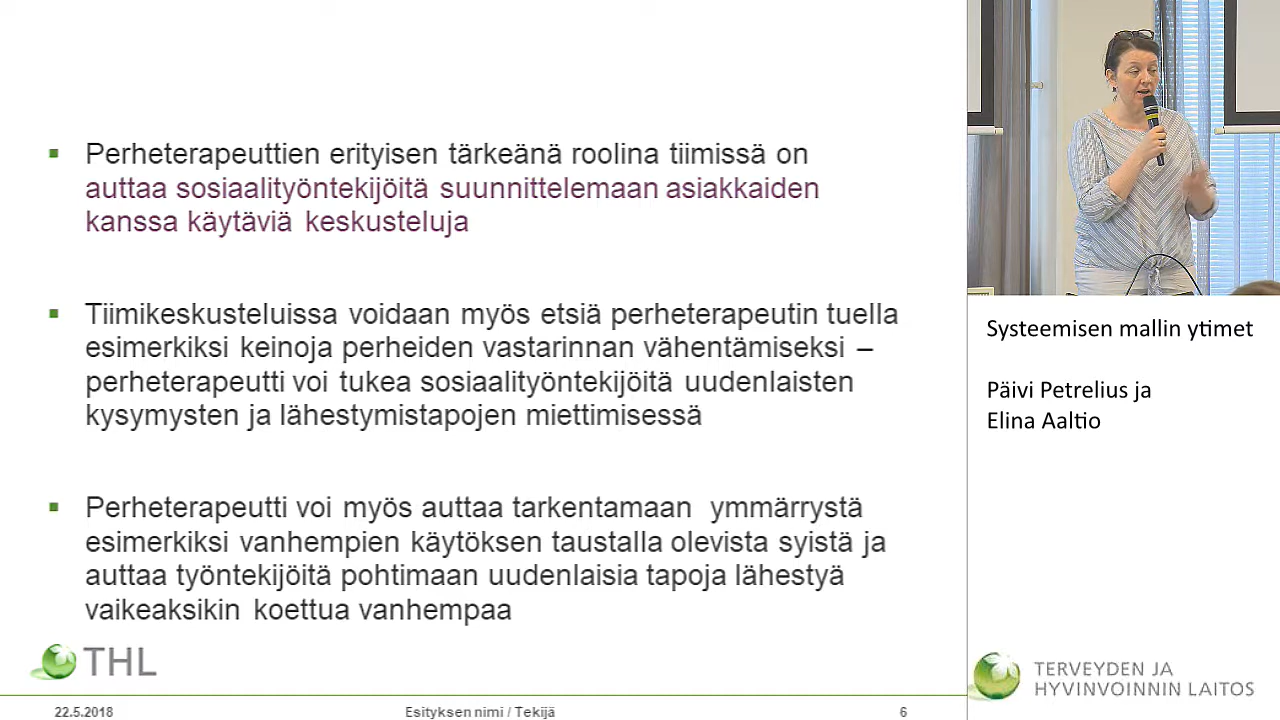 Perheterapeuttien erityisen tärkeänä roolina tiimissä on
auttaa sosiaalityöntekijöitä suunnittelemaan asiakkaiden
kanssa käytäviä keskusteluja
Tiimikeskusteluissa voidaan myös etsiä perheterapeutin tuella
esimerkiksi keinoja perheiden vastarinnan vähentämiseksi –
perheterapeutti voi tukea sosiaalityöntekijöitä uudenlaisten
kysymysten ja lähestymistapojen miettimisessä
Perheterapeutti voi myös auttaa tarkentamaan ymmärrystä
esimerkiksi vanhempien käytöksen taustalla olevista syistä ja
auttaa työntekijöitä pohtimaan uudenlaisia tapoja lähestyä
vaikeaksikin koettua vanhempaa
THL
22.5.2018
Esityksen nimi / Tekijä
6
Systeemisen mallin ytimet
Päivi Petrelius ja
Elina Aaltio
TERVEYDEN JA
HYVINVOINNIN LAITOS